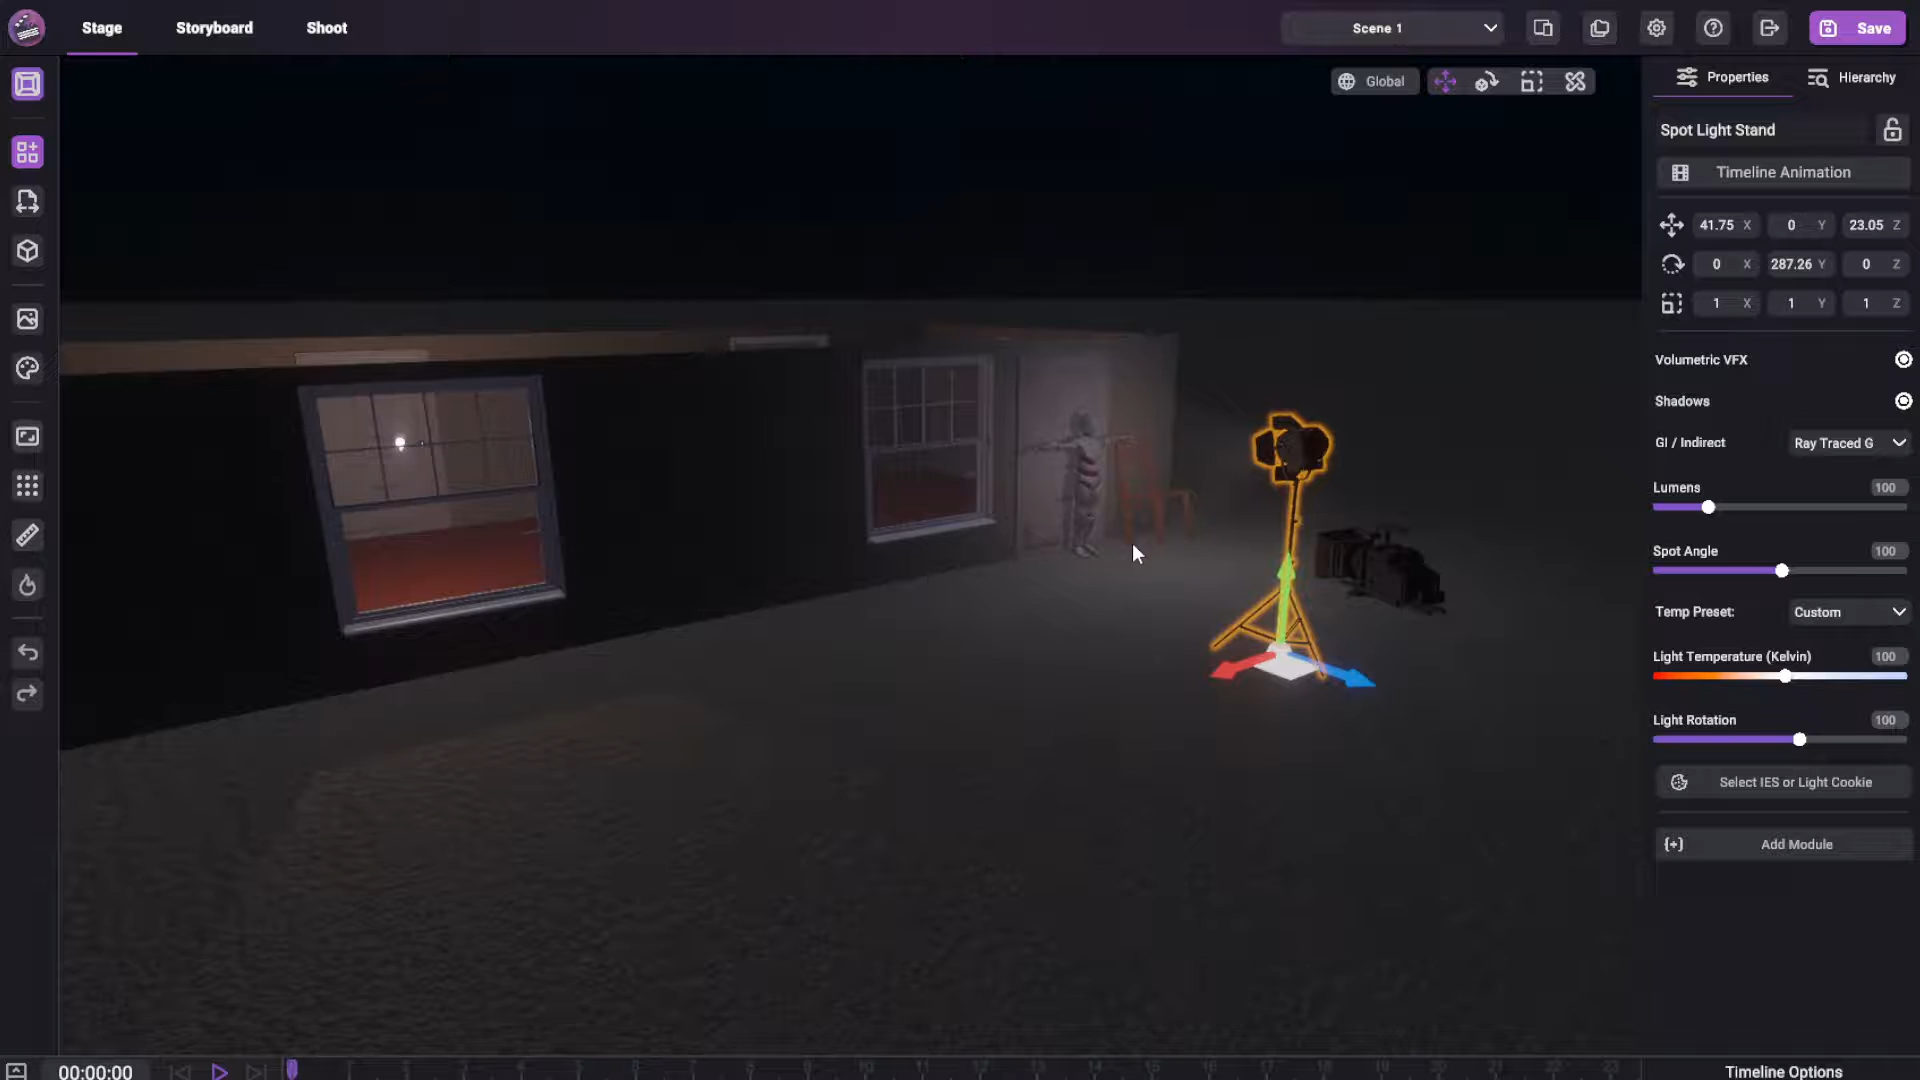 Stage Storyboard Shoot Scene 1 Save
Global
Properties Hierarchy
Spot Light Stand
Timeline Animation
41.75 X 0 Y 23.05 Z
0 X 287.26 Y 0 Z
1 X 1 Y 1 Z
Volumetric VFX
Shadows
GI / Indirect Ray Traced G
Lumens 100
Spot Angle 100
Temp Preset: Custom
Light Temperature (Kelvin) 100
Light Rotation 100
Select IES or Light Cookie
Add Module
00:00:00 Timeline Options